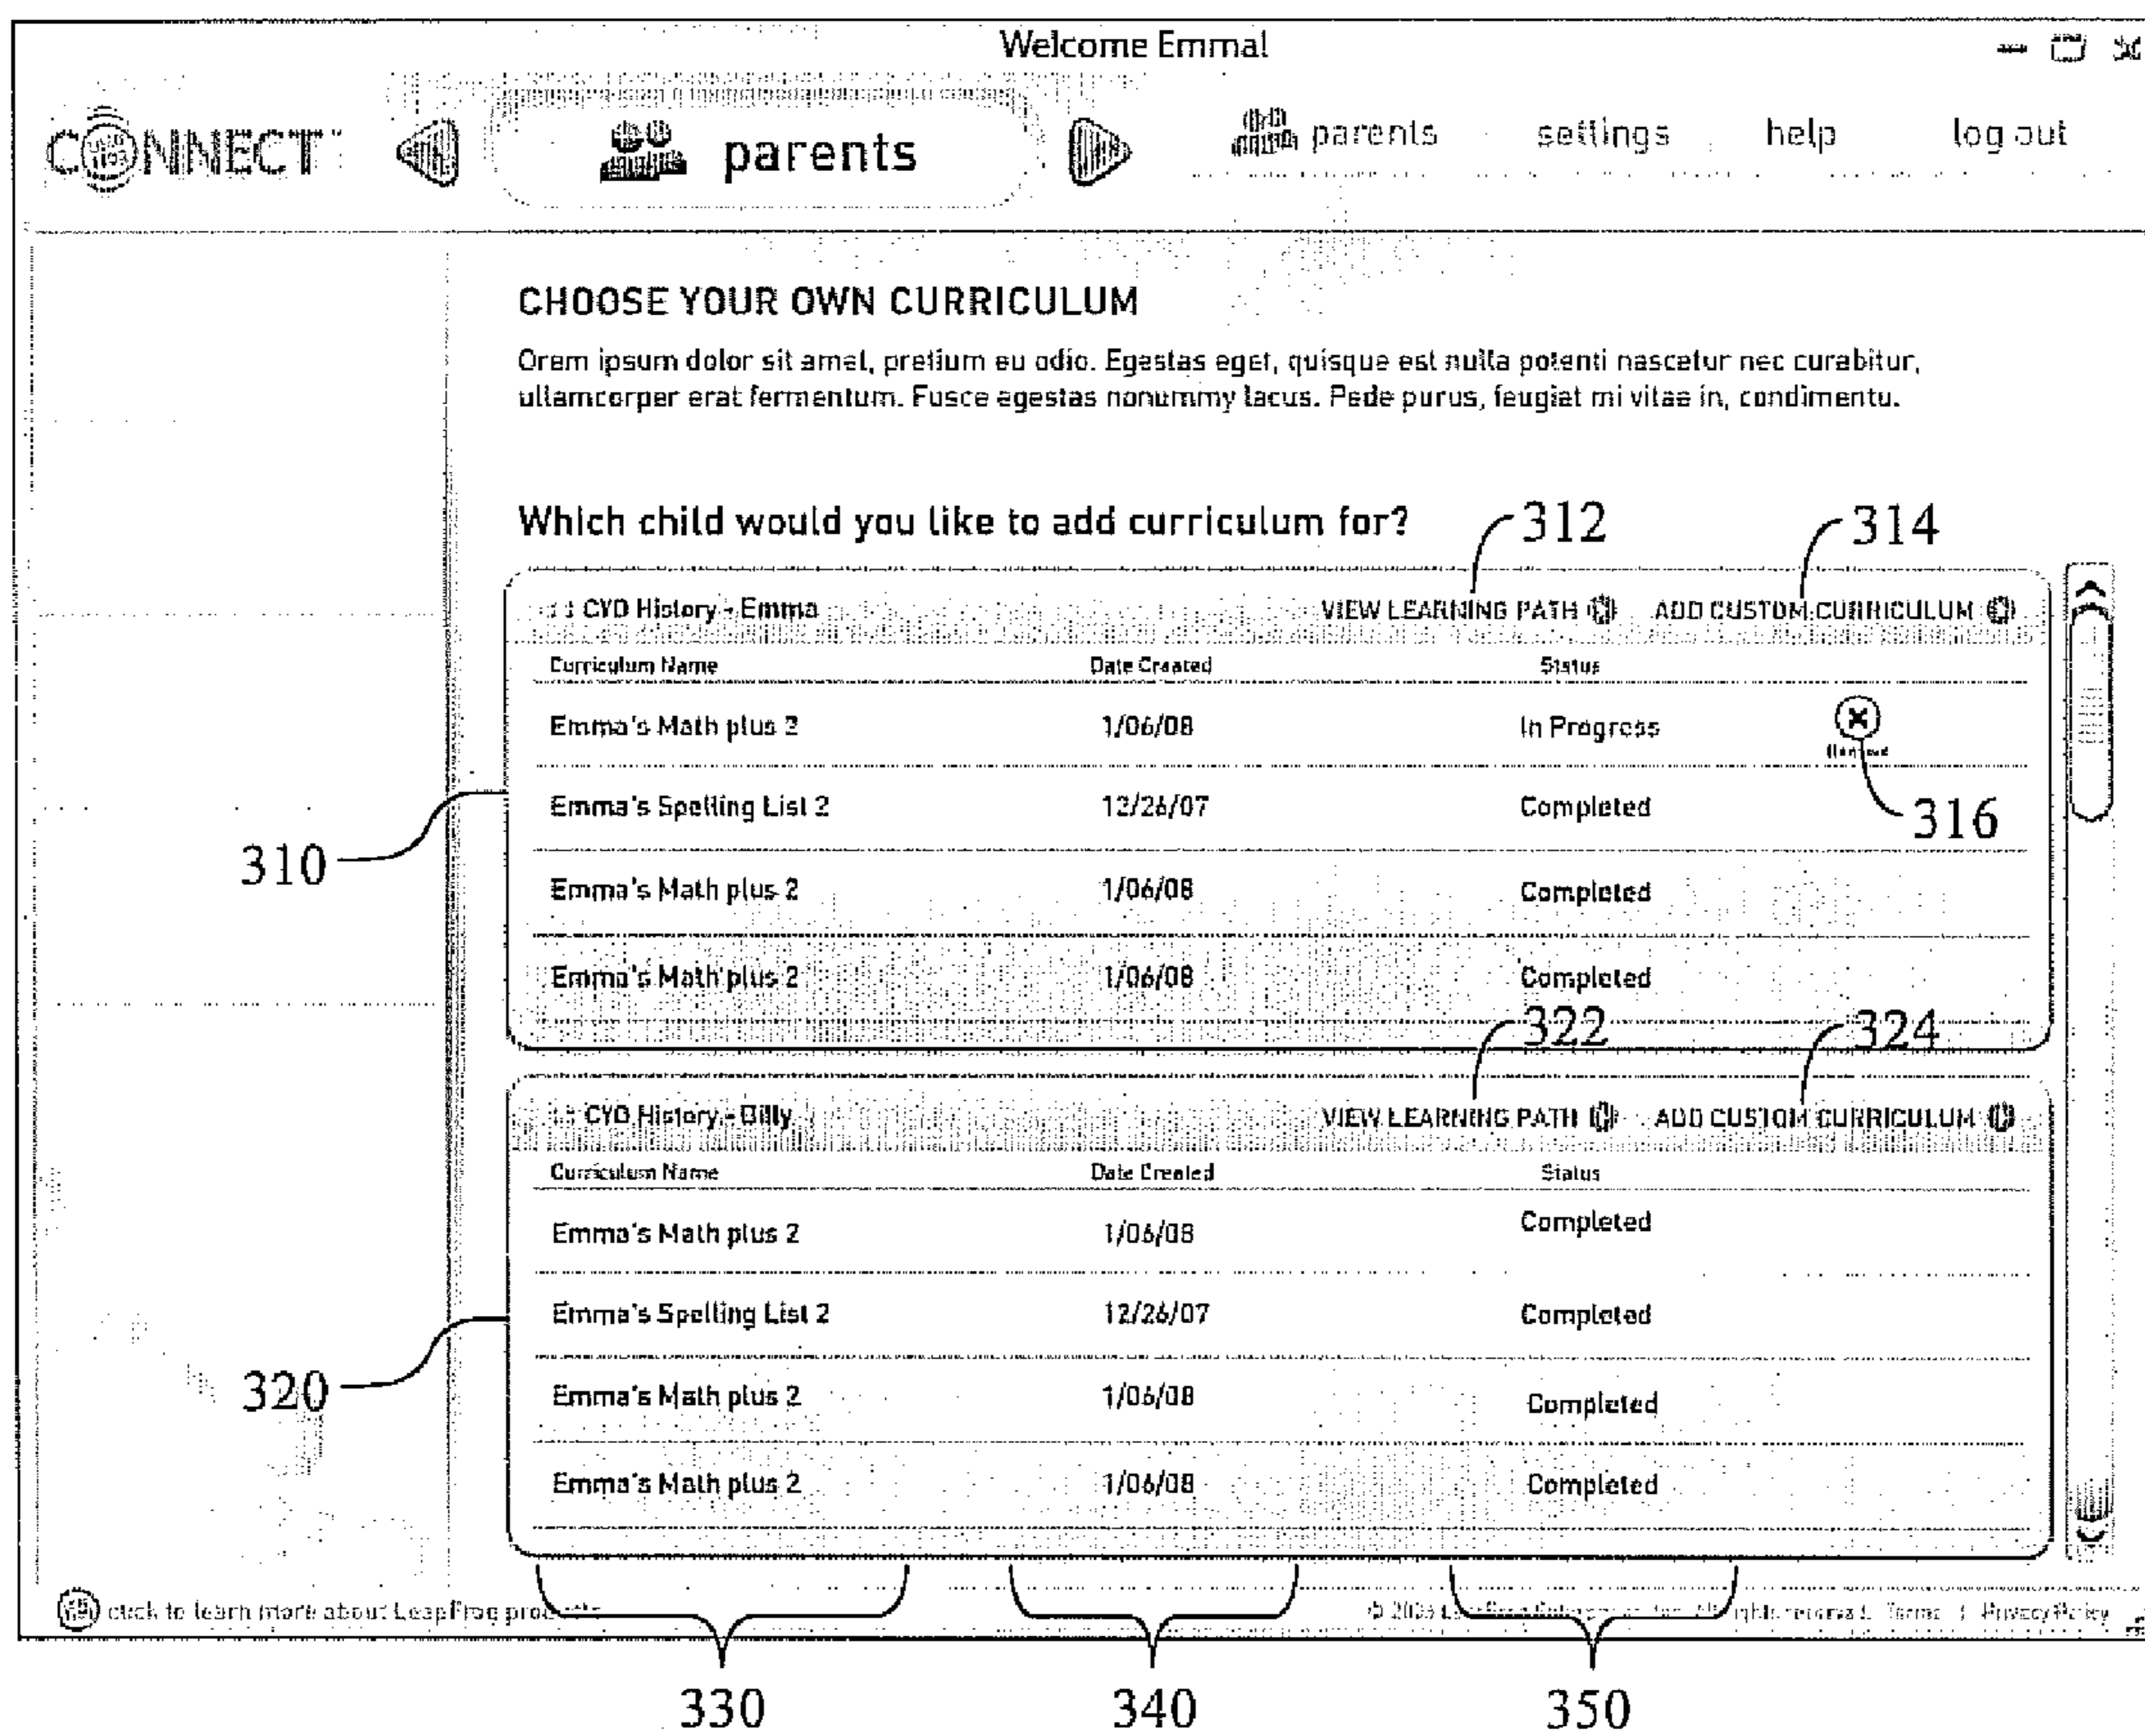 Welcome Emma!
CONNECT parents parents settings help log out
CHOOSE YOUR OWN CURRICULUM
Orem ipsum dolor sit amet, pretium eu odio. Egestas eget, quisque est nulla potenti nascetur nec curabitur,
ullamcorper erat fermentum. Fusce egestas nonummy lacus. Pede purus, feugiat mi vitae in, condimentu.
Which child would you like to add curriculum for?
312 314
CYO History - Emma VIEW LEARNING PATH ADD CUSTOM CURRICULUM
Curriculum Name Date Created Status
Emma's Math plus 2 1/06/08 In Progress
Emma's Spelling List 2 12/26/07 Completed
316
310
Emma's Math plus 2 1/06/08 Completed
Emma's Math plus 2 1/06/08 Completed
322 324
CYO History - Billy VIEW LEARNING PATH ADD CUSTOM CURRICULUM
Curriculum Name Date Created Status
Emma's Math plus 2 1/06/08 Completed
Emma's Spelling List 2 12/26/07 Completed
320
Emma's Math plus 2 1/06/08 Completed
Emma's Math plus 2 1/06/08 Completed
click to learn more about LeapFrog Terms | Privacy Policy
330 340 350